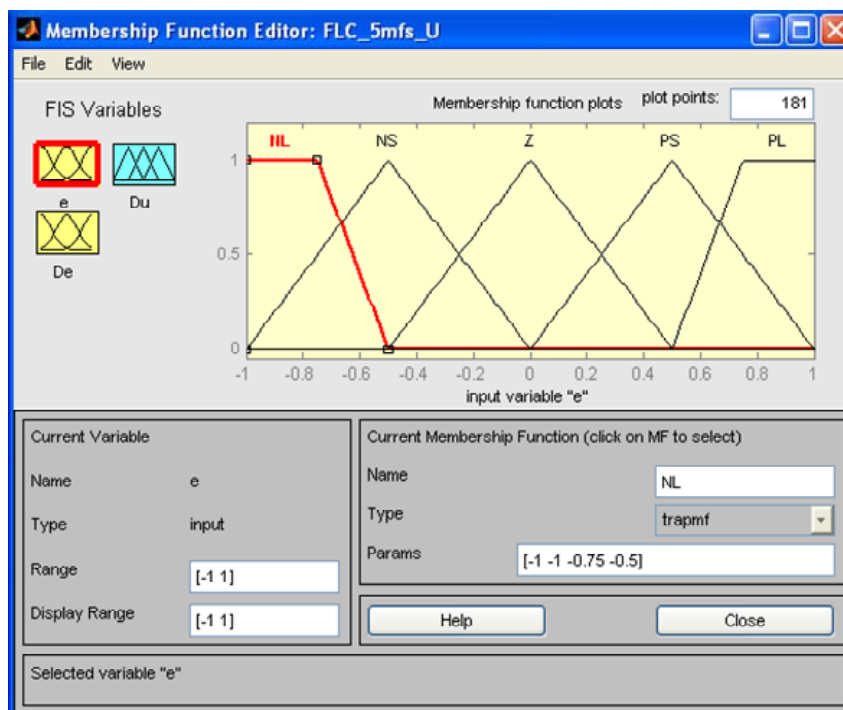 Membership Function Editor: FLC_5mfs_U
File Edit View
FIS Variables
e
Du
De
Membership function plots plot points: 181
NL NS Z PS PL
1
0.5
0
-1 -0.8 -0.6 -0.4 -0.2 0 0.2 0.4 0.6 0.8 1
input variable "e"
Current Variable
Name e
Type input
Range [-1 1]
Display Range [-1 1]
Current Membership Function (click on MF to select)
Name NL
Type trapmf
Params [-1 -1 -0.75 -0.5]
Help Close
Selected variable "e"